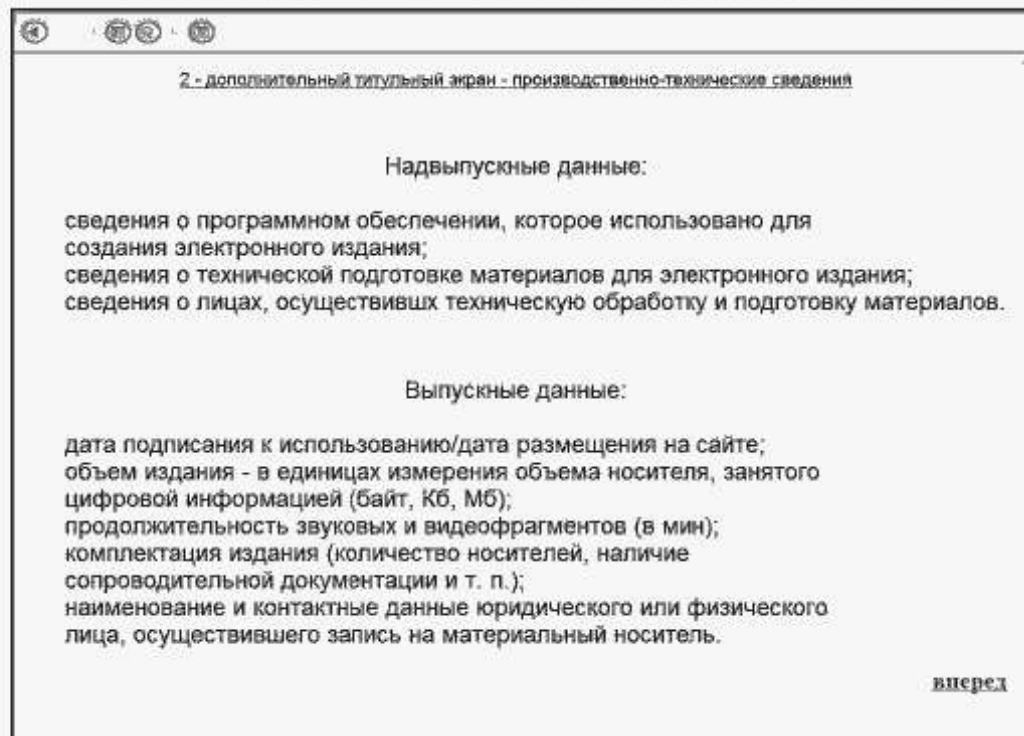 2 - дополнительный титульный экран - производственно-технические сведения
Надвыпускные данные:
сведения о программном обеспечении, которое использовано для
создания электронного издания;
сведения о технической подготовке материалов для электронного издания;
сведения о лицах, осуществившх техническую обработку и подготовку материалов.
Выпускные данные:
дата подписания к использованию/дата размещения на сайте;
объем издания - в единицах измерения объема носителя, занятого
цифровой информацией (байт, Кб, Мб);
продолжительность звуковых и видеофрагментов (в мин);
комплектация издания (количество носителей, наличие
сопроводительной документации и т. п.);
наименование и контактные данные юридического или физического
лица, осуществившего запись на материальный носитель.
вперед